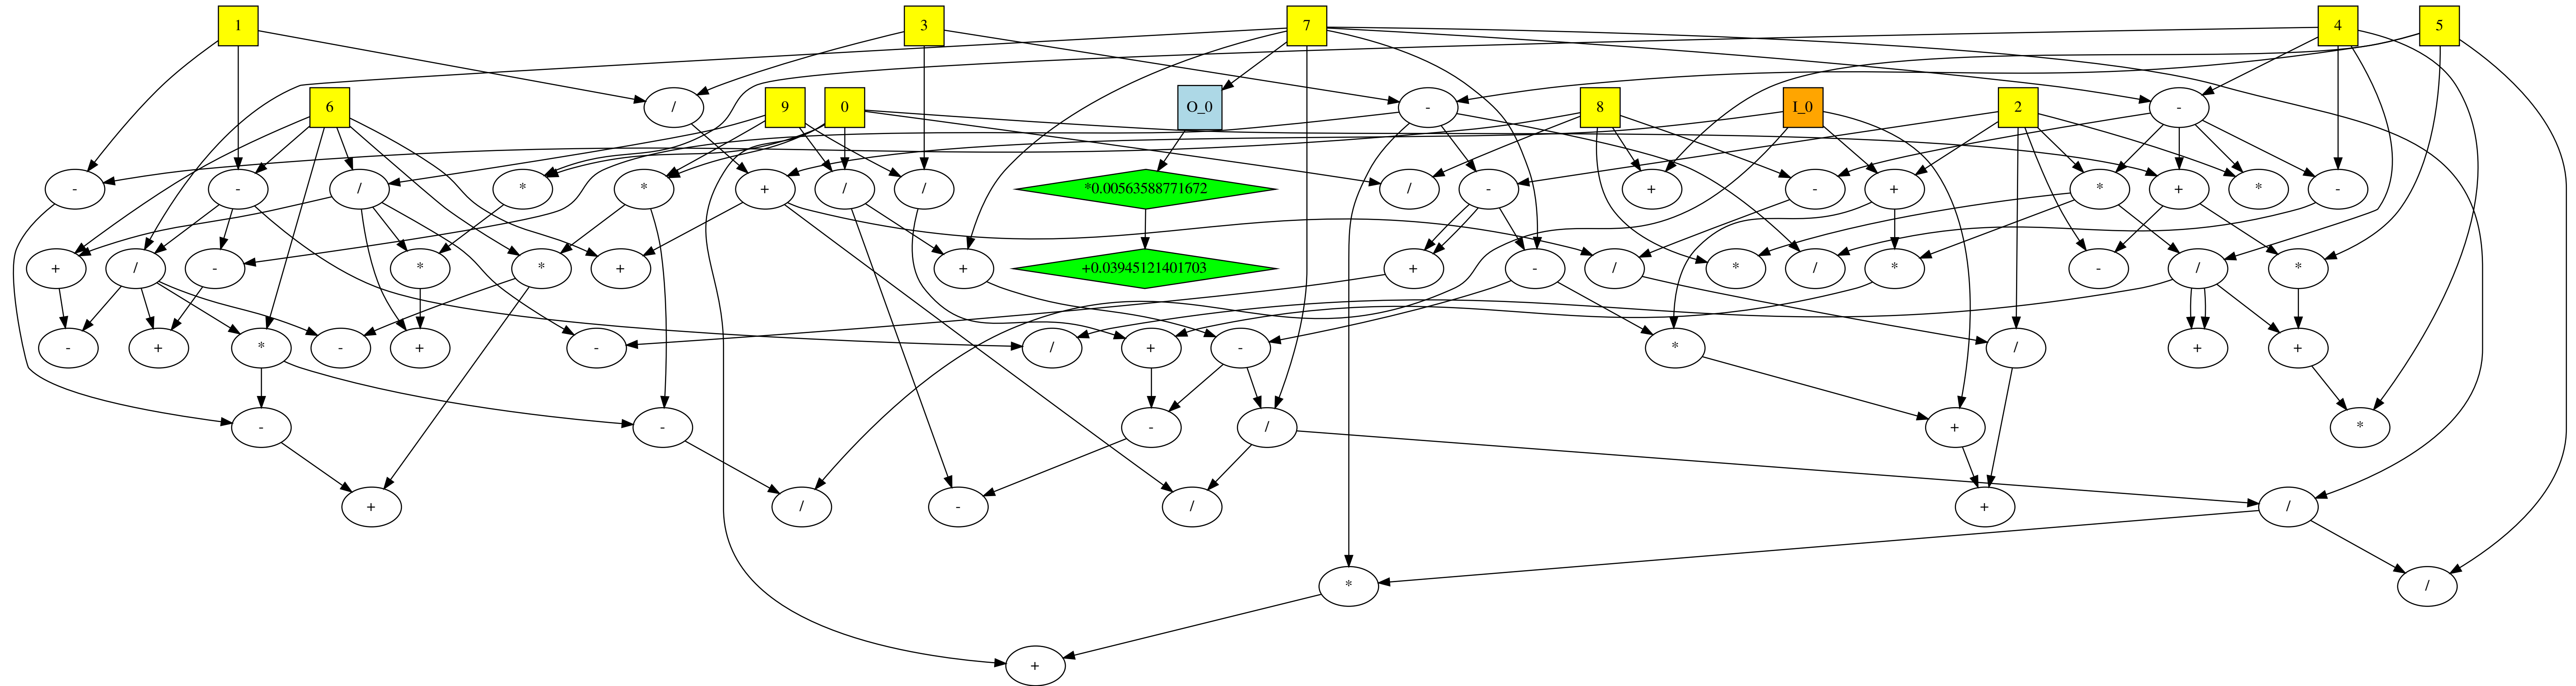 1 3 7 4 5
6 / 9 0 O_0 - 8 I_0 2 -
- - / * * + / / *0.00563588771672 / - + - + * + * -
+ / - * * + + +0.03945121401703 + - / * / * - / *
- + * - + - / + - * / + +
- - - / + *
+ / - / + /
* /
+